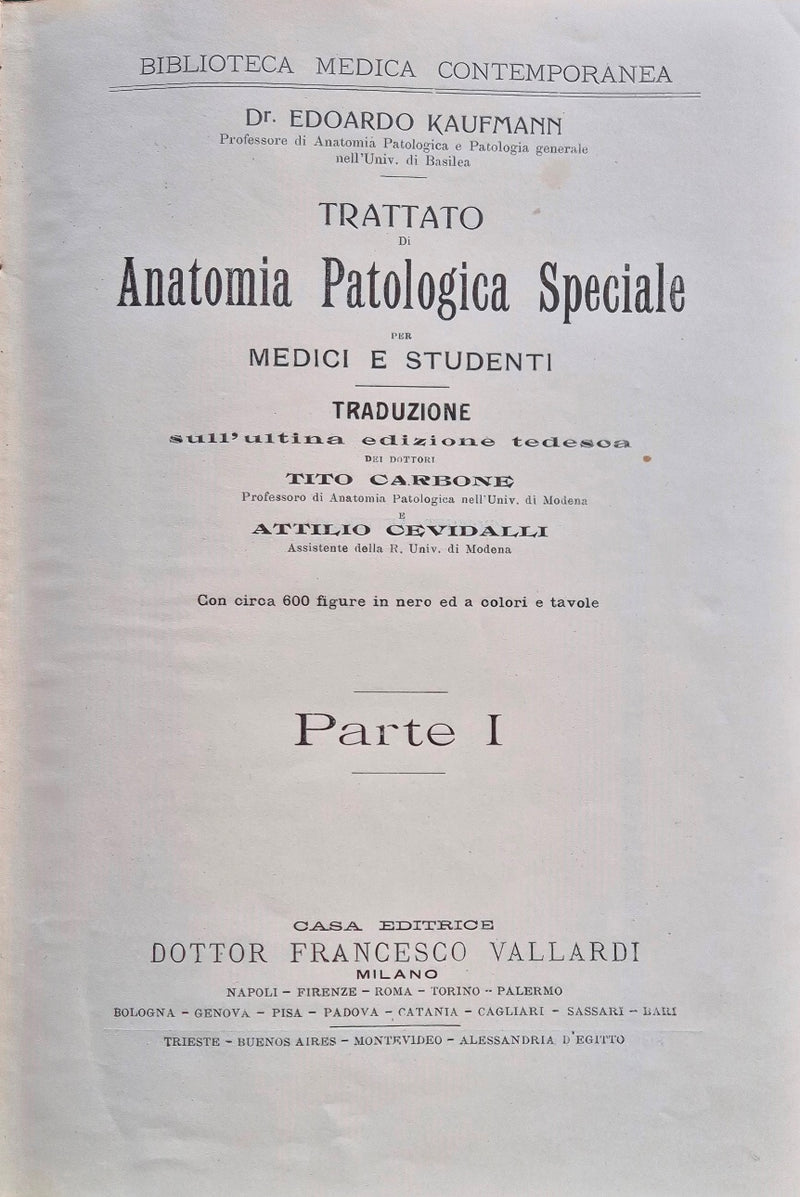 BIBLIOTECA MEDICA CONTEMPORANEA
Dr. EDOARDO KAUFMANN
Professore di Anatomia Patologica e Patologia generale
nell'Univ. di Basilea
TRATTATO
DI
Anatomia Patologica Speciale
PER
MEDICI E STUDENTI
TRADUZIONE
sull'ultina edizione tedesca
DEI DOTTORI
TITO CARBONE
Professoro di Anatomia Patologica nell'Univ. di Modena
E
ATTILIO CEVIDALLI
Assistente della R. Univ. di Modena
Con circa 600 figure in nero ed a colori e tavole
Parte I
CASA EDITRICE
DOTTOR FRANCESCO VALLARDI
MILANO
NAPOLI – FIRENZE – ROMA – TORINO – PALERMO
BOLOGNA – GENOVA – PISA – PADOVA – CATANIA – CAGLIARI – SASSARI – BARI
TRIESTE – BUENOS AIRES – MONTEVIDEO – ALESSANDRIA D'EGITTO